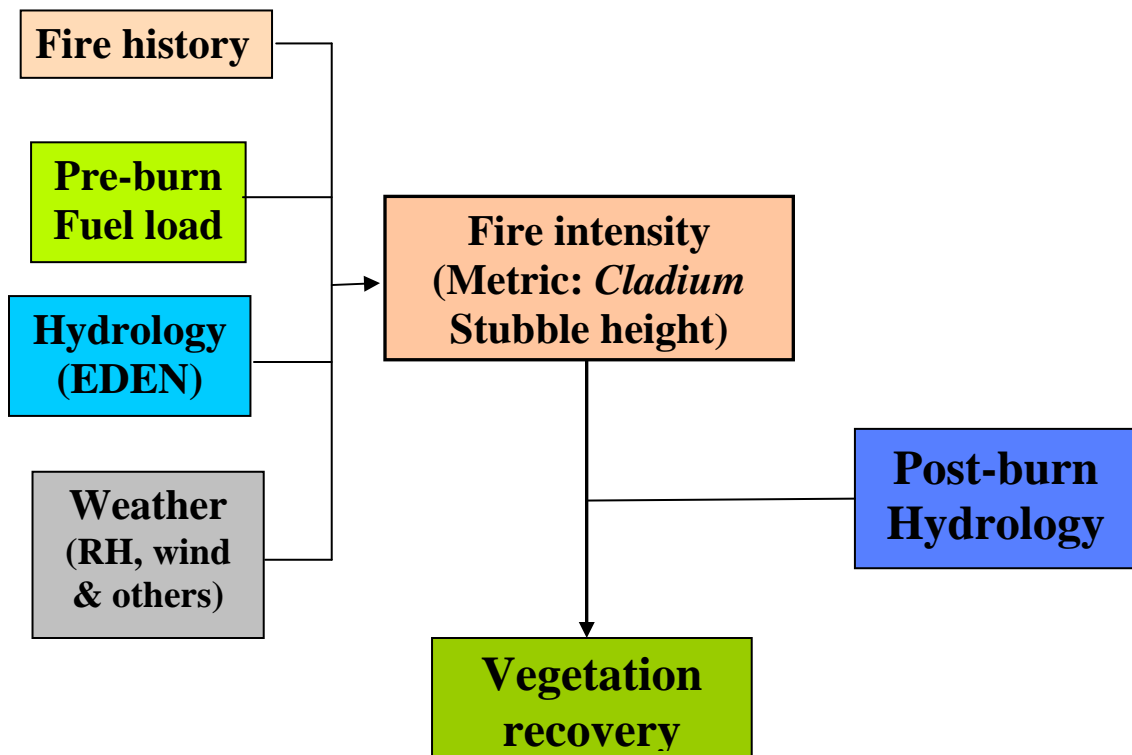 Fire history
Pre-burn
Fuel load
Hydrology
(EDEN)
Weather
(RH, wind
& others)
Fire intensity
(Metric: Cladium
Stubble height)
Post-burn
Hydrology
Vegetation
recovery